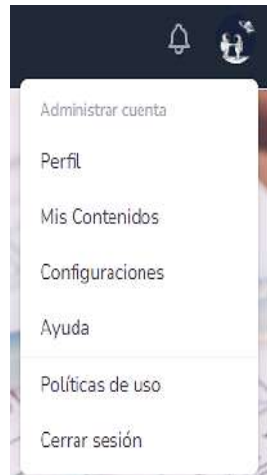 Administrar cuenta
Perfil
Mis Contenidos
Configuraciones
Ayuda
Políticas de uso
Cerrar sesión